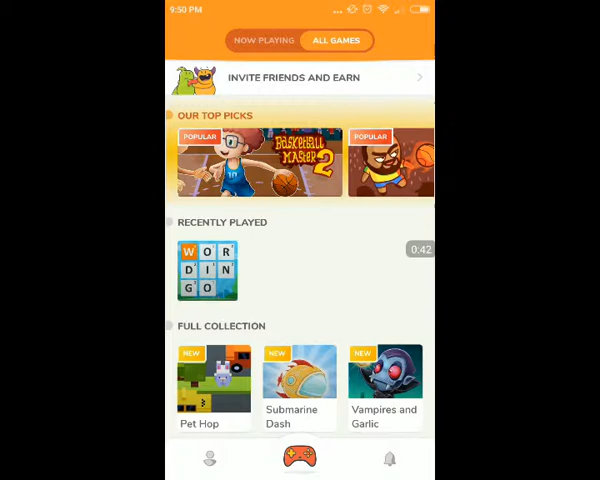 9:50 PM
NOW PLAYING
ALL GAMES
INVITE FRIENDS AND EARN
OUR TOP PICKS
POPULAR
BASKETBALL
MASTER
2
POPULAR
RECENTLY PLAYED
0:42
W O R
D I N
G O
FULL COLLECTION
NEW
NEW
NEW
Pet Hop
Submarine
Dash
Vampires and
Garlic